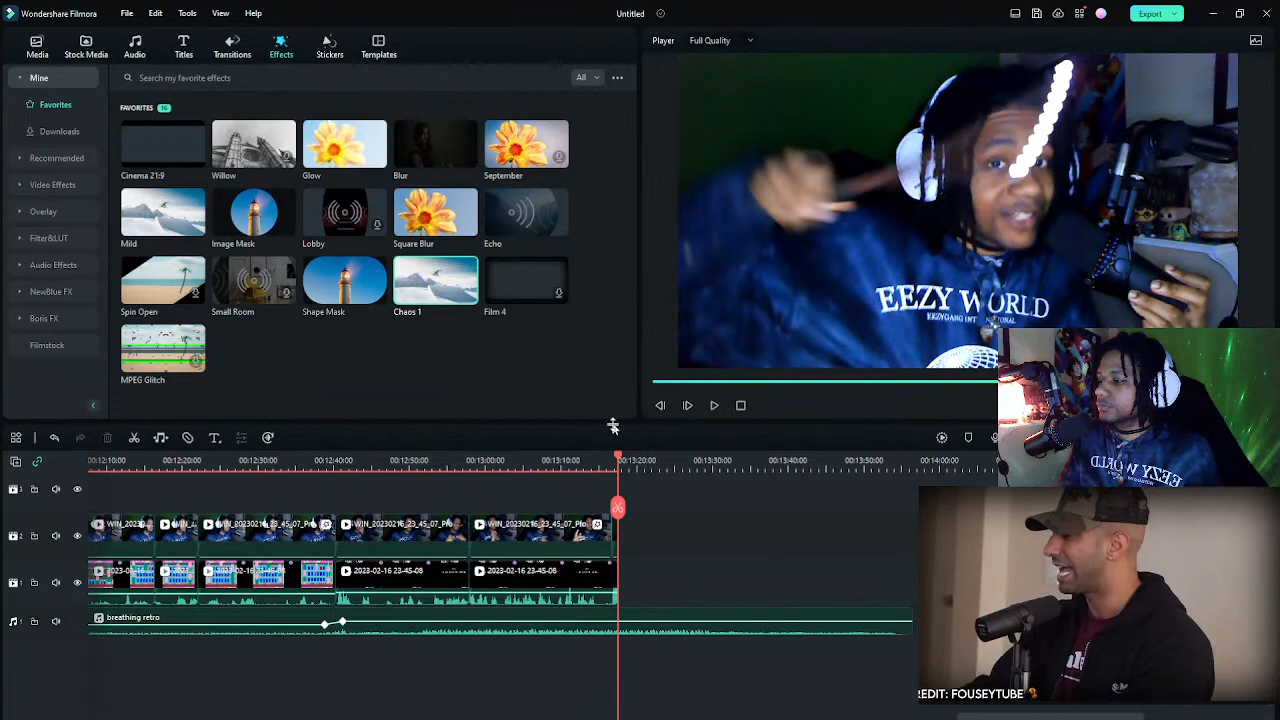 Wondershare Filmora
File
Edit
Tools
View
Help
Untitled
Export
Media
Stock Media
Audio
Titles
Transitions
Effects
Stickers
Templates
Player
Full Quality
Mine
Favorites
Downloads
Recommended
Video Effects
Overlay
Filter&LUT
Audio Effects
NewBlue FX
Boris FX
Filmstock
Search my favorite effects
All
FAVORITES 16
Cinema 21:9
Willow
Glow
Blur
September
Mild
Image Mask
Lobby
Square Blur
Echo
Spin Open
Small Room
Shape Mask
Chaos 1
Film 4
MPEG Glitch
EEZY WORLD
EEZYGANG INTERNATIONAL
00:12:10:00
00:12:20:00
00:12:30:00
00:12:40:00
00:12:50:00
00:13:00:00
00:13:10:00
00:13:20:00
00:13:30:00
00:13:40:00
00:13:50:00
00:14:00:00
WIN_20230216_23_45_07_Pro
WIN_20230216_23_45_07_Pro
WIN_20230216_23_45_07_Pro
2023-02-16 23-45-08
2023-02-16 23-45-08
breathing retro
REDIT: FOUSEYTUBE